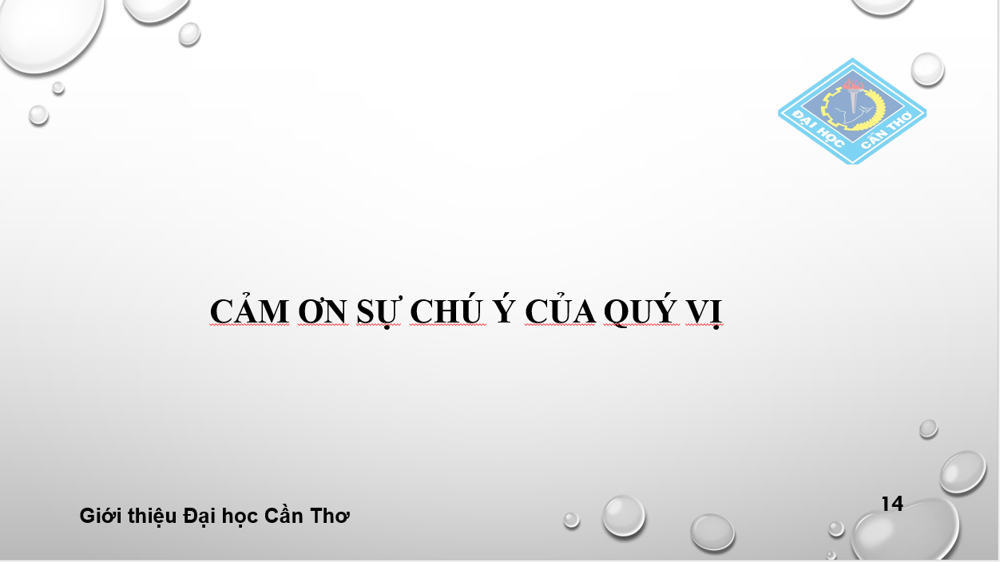 ĐẠI HỌC CẦN THƠ
CẢM ƠN SỰ CHÚ Ý CỦA QUÝ VỊ
Giới thiệu Đại học Cần Thơ
14